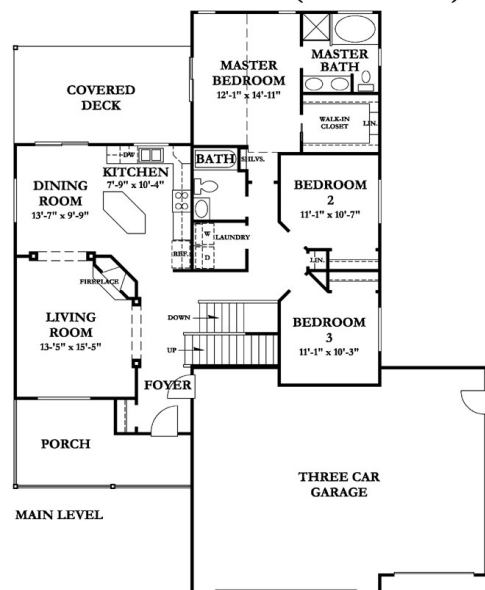 MASTER
BATH
MASTER
BEDROOM
12'-1" x 14'-11"
COVERED
DECK
WALK-IN
CLOSET
LIN.
DW
KITCHEN
7'-9" x 10'-4"
BATH
SHLVS.
DINING
ROOM
13'-7" x 9'-9"
BEDROOM
2
11'-1" x 10'-7"
W
LAUNDRY
D
REF.
LIN.
FIREPLACE
LIVING
ROOM
13-'5" x 15'-5"
DOWN
UP
BEDROOM
3
11'-1" x 10'-3"
FOYER
PORCH
THREE CAR
GARAGE
MAIN LEVEL